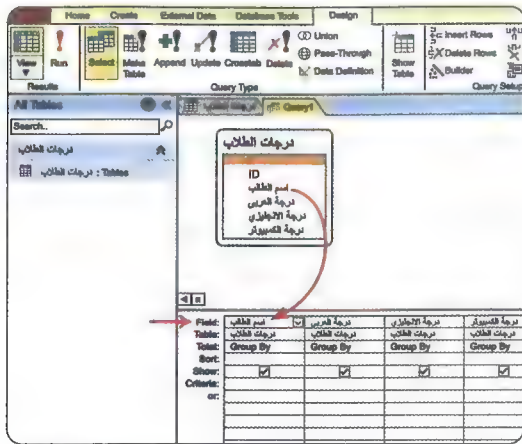 Home Create External Data Database Tools Design
View Run Select Make Table Append Update Crosstab Delete Union Pass-Through Data Definition Show Table Insert Rows Delete Rows Builder
Results Query Type Query Setup
All Tables
Search..
درجات الطلاب
درجات الطلاب : Tables
درجات الطلاب Query1
درجات الطلاب
ID
اسم الطالب
درجة العربى
درجة الانجليزي
درجة الكمبيوتر
Field: اسم الطالب درجة العربى درجة الانجليزي درجة الكمبيوتر
Table: درجات الطلاب درجات الطلاب درجات الطلاب درجات الطلاب
Total: Group By Group By Group By Group By
Sort:
Show:
Criteria:
or: